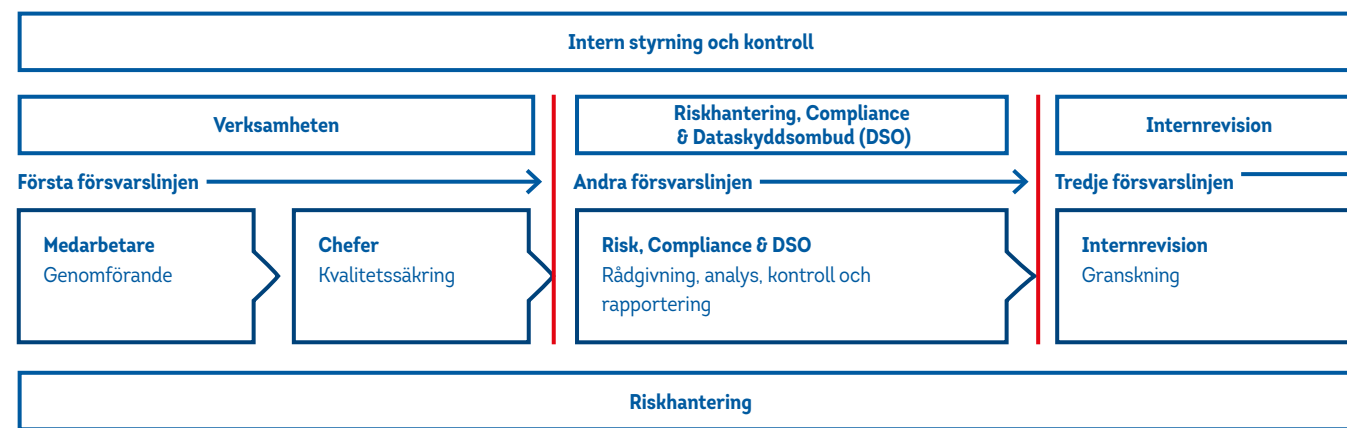 Intern styrning och kontroll
Verksamheten
Riskhantering, Compliance
& Dataskyddsombud (DSO)
Internrevision
Första försvarslinjen
Andra försvarslinjen
Tredje försvarslinjen
Medarbetare
Genomförande
Chefer
Kvalitetssäkring
Risk, Compliance & DSO
Rådgivning, analys, kontroll och
rapportering
Internrevision
Granskning
Riskhantering